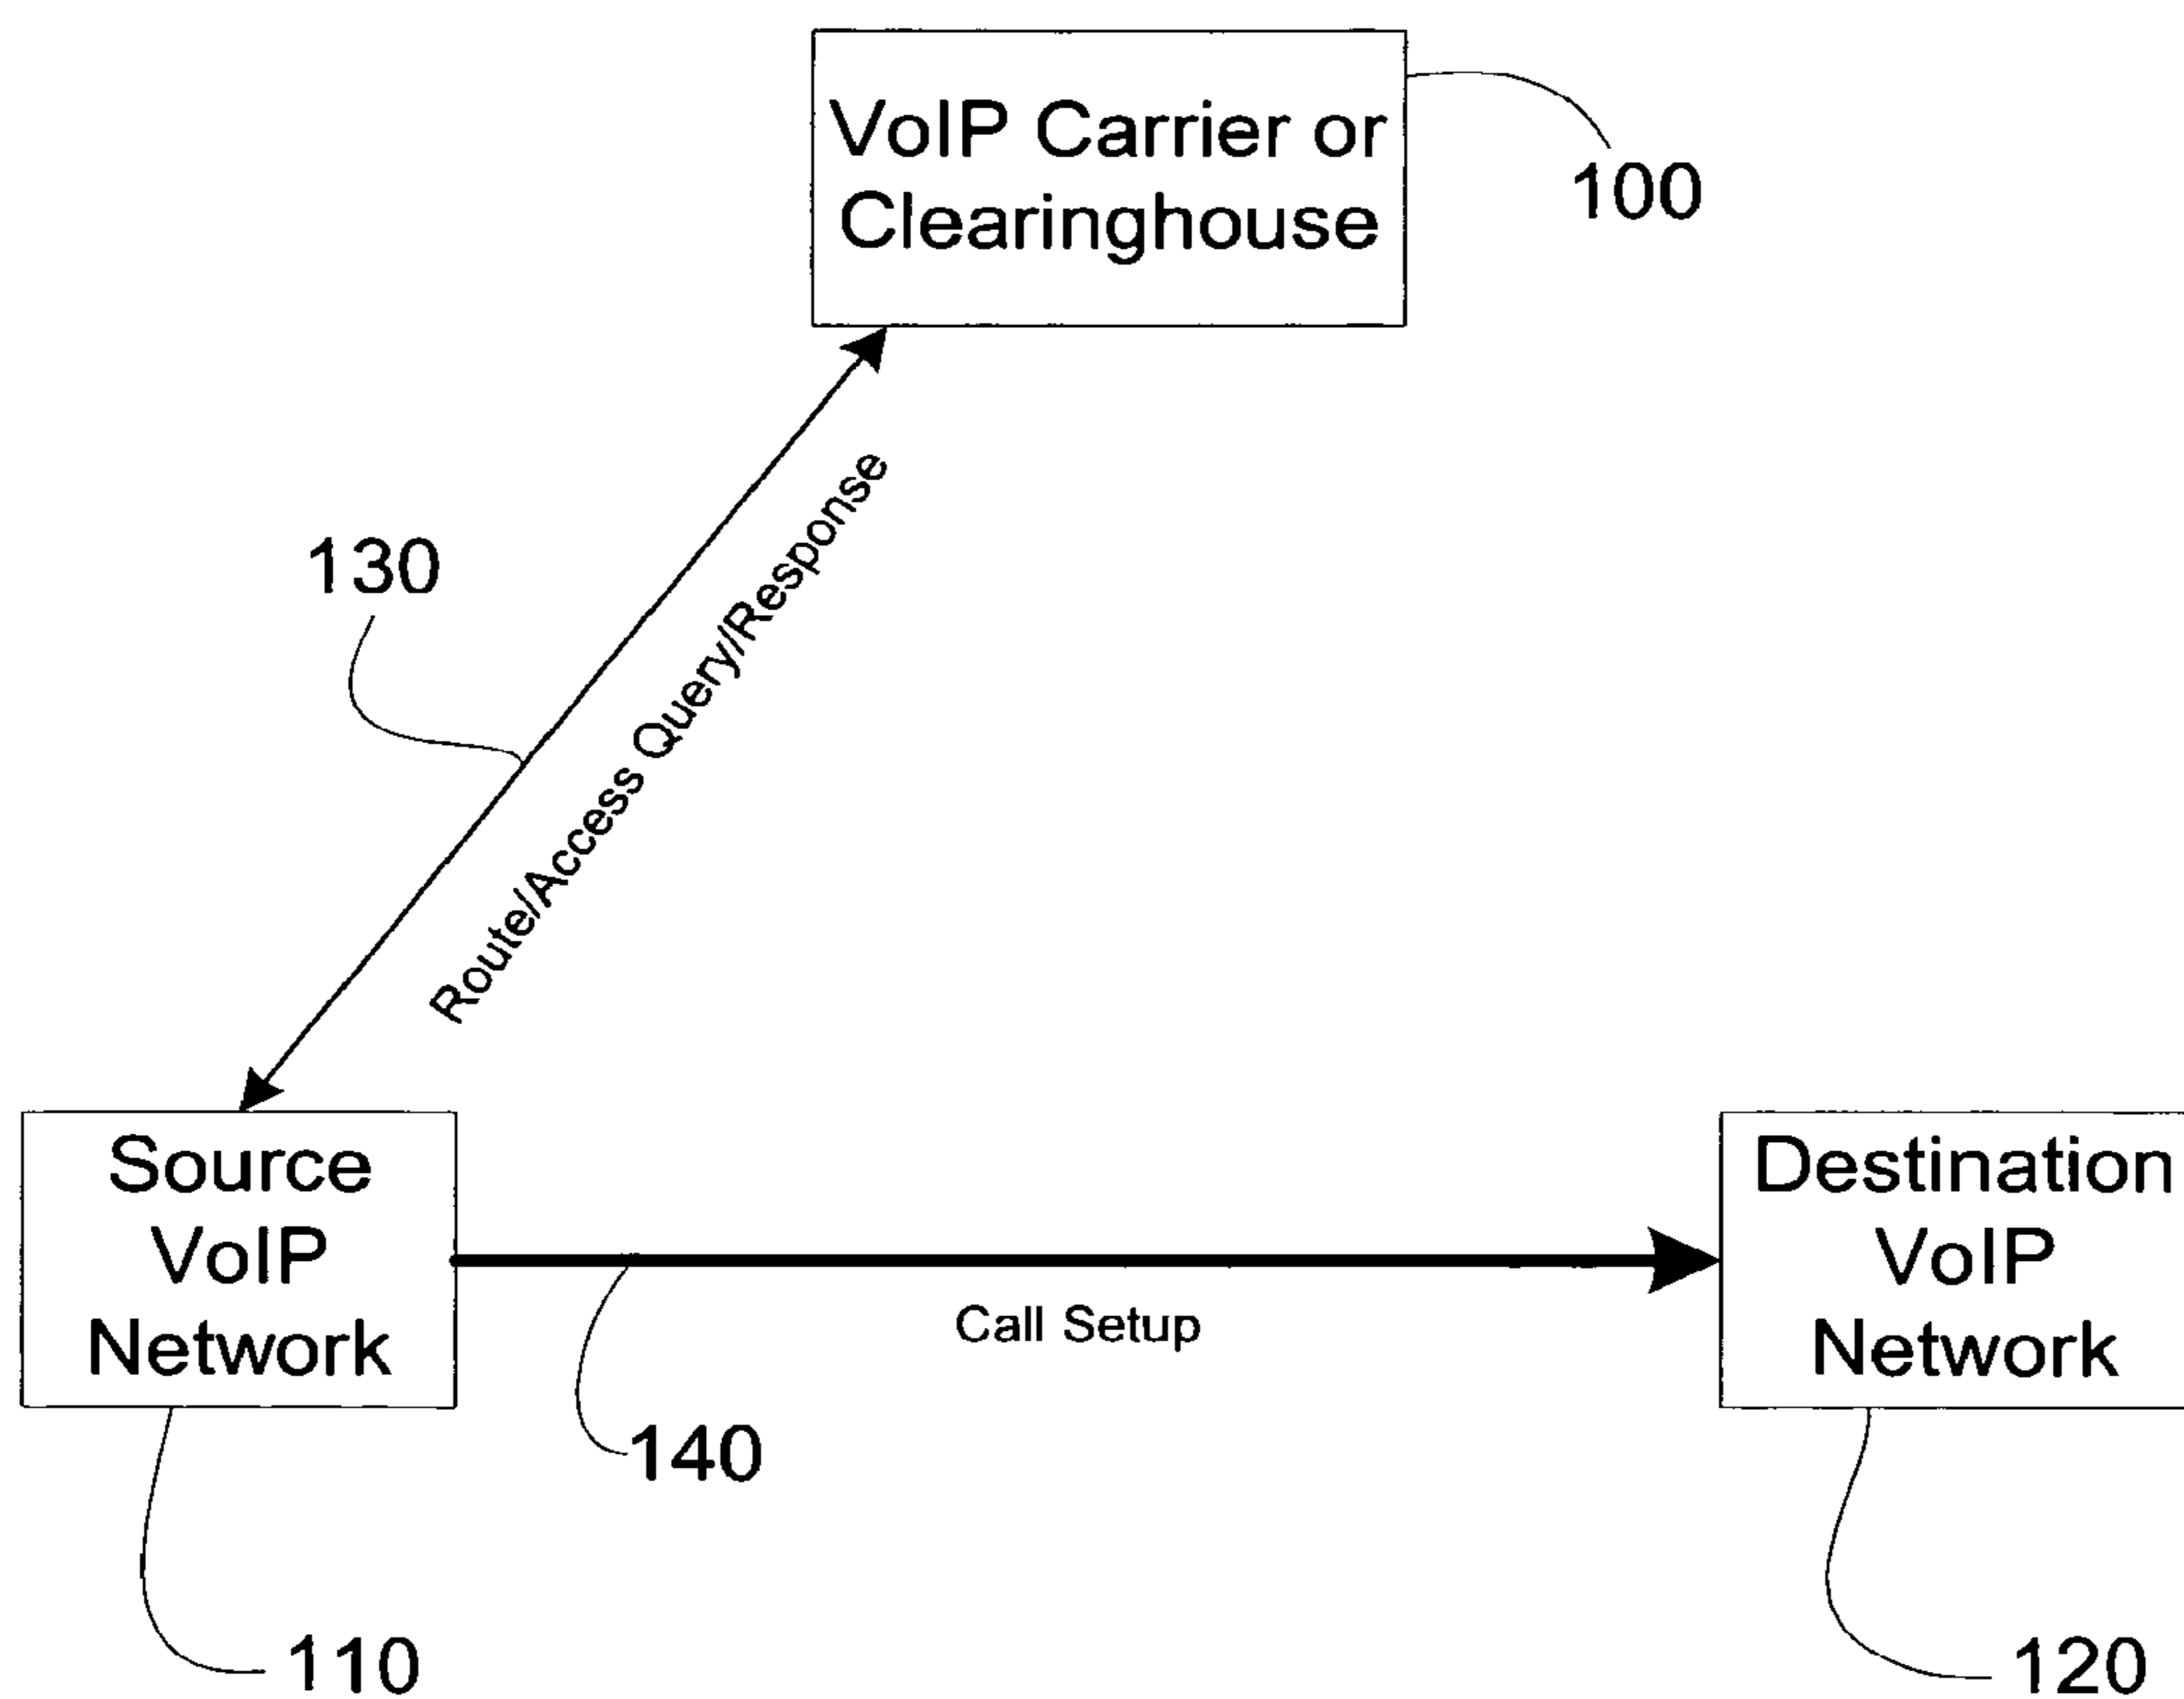 VoIP Carrier or
Clearinghouse
100
130
Route/Access Query/Response
Source
VoIP
Network
Destination
VoIP
Network
Call Setup
140
110
120